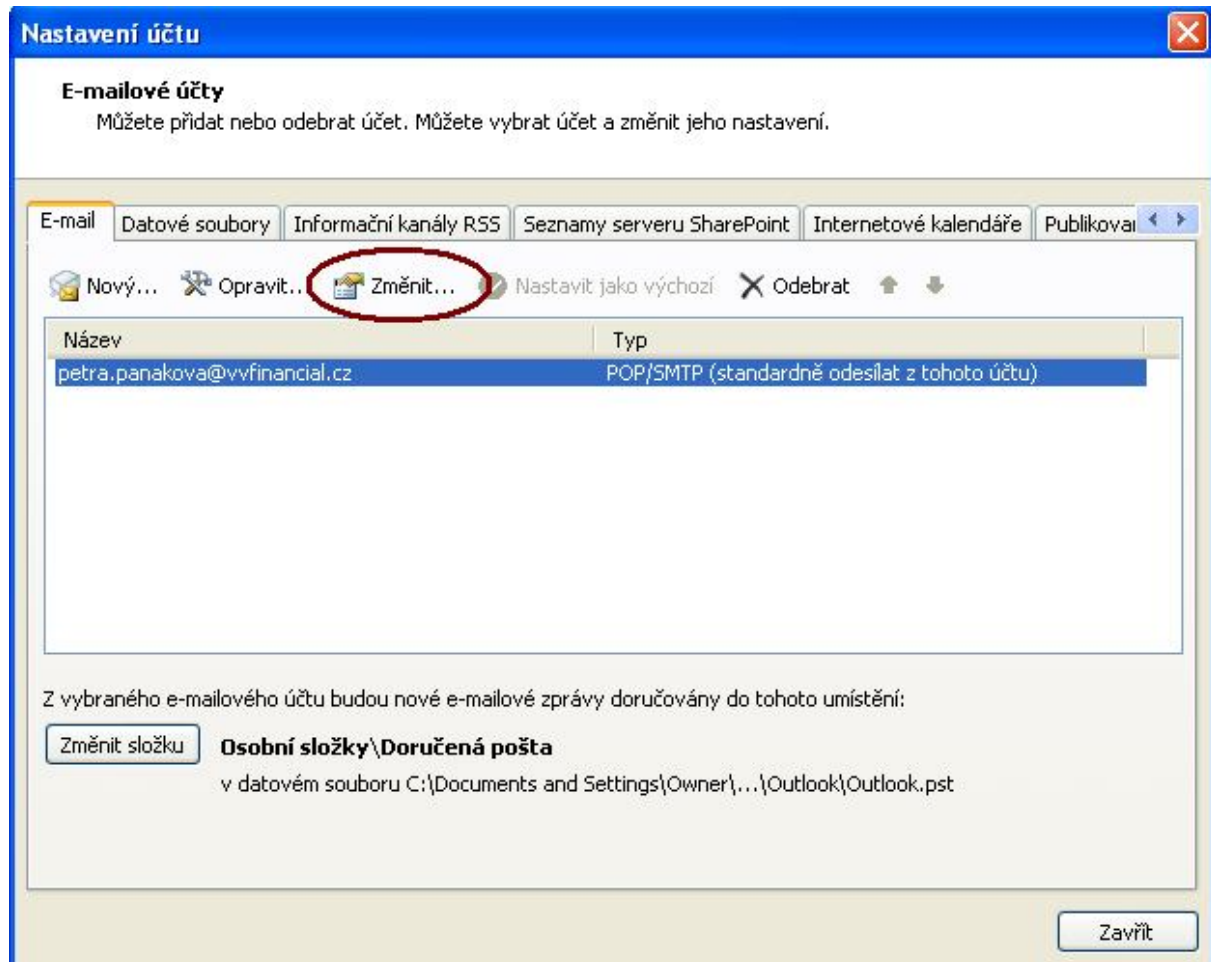 Nastavení účtu
E-mailové účty
Můžete přidat nebo odebrat účet. Můžete vybrat účet a změnit jeho nastavení.
E-mail Datové soubory Informační kanály RSS Seznamy serveru SharePoint Internetové kalendáře Publikovaı
Nový... Opravit... Změnit... Nastavit jako výchozí Odebrat
Název Typ
petra.panakova@vvfinancial.cz POP/SMTP (standardně odesílat z tohoto účtu)
Z vybraného e-mailového účtu budou nové e-mailové zprávy doručovány do tohoto umístění:
Změnit složku Osobní složky\Doručená pošta
v datovém souboru C:\Documents and Settings\Owner\...\Outlook\Outlook.pst
Zavřít